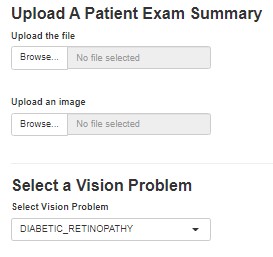 Upload A Patient Exam Summary
Upload the file
Browse... No file selected
Upload an image
Browse... No file selected
Select a Vision Problem
Select Vision Problem
DIABETIC_RETINOPATHY